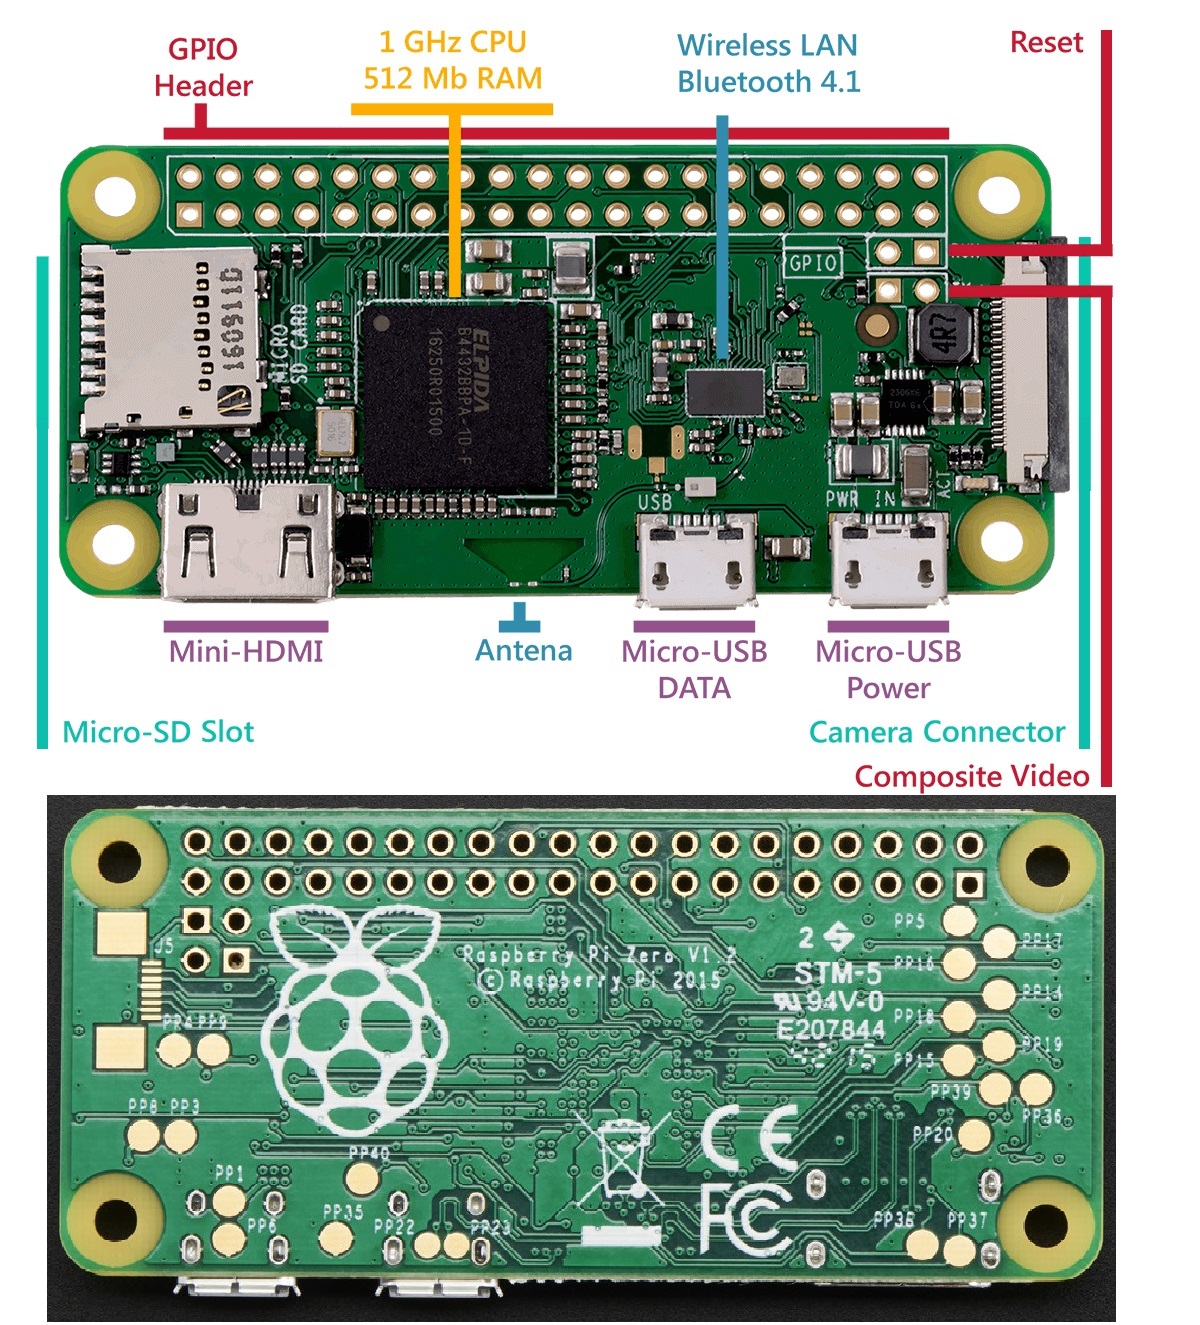 GPIO
Header
1 GHz CPU
512 Mb RAM
Wireless LAN
Bluetooth 4.1
Reset
GPIO
1609311D
MICRO
SD CARD
ELPIDA
B4432BBPA-10-F
16250R01500
4R7
USB
PWR IN
ACT
Mini-HDMI
Antena
Micro-USB
DATA
Micro-USB
Power
Micro-SD Slot
Camera Connector
Composite Video
J5
Raspberry Pi Zero V1.2
© Raspberry Pi 2015
2
STM-5
94V-0
E207844
PP5
PP17
PP16
PP14
PP18
PP19
PP15
PP39
PP36
PP20
PP4 PP9
PP8 PP3
PP40
PP1
PP6
PP35
PP22
PP23
CE
FC
PP38
PP37